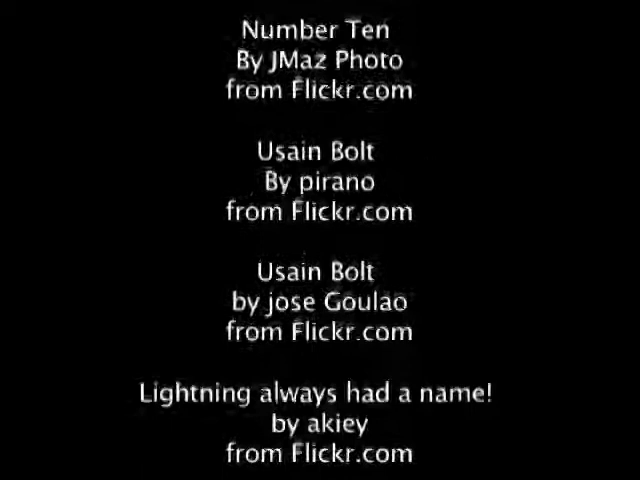 Number Ten
By JMaz Photo
from Flickr.com
Usain Bolt
By pirano
from Flickr.com
Usain Bolt
by jose Goulao
from Flickr.com
Lightning always had a name!
by akiey
from Flickr.com